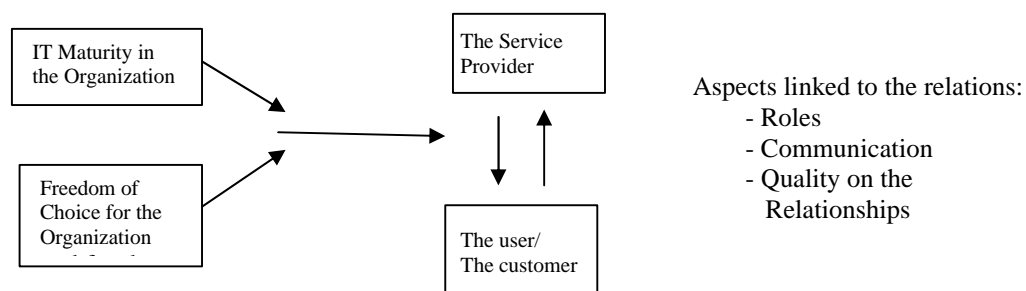 IT Maturity in
the Organization
Freedom of
Choice for the
Organization
The Service
Provider
The user/
The customer
Aspects linked to the relations:
- Roles
- Communication
- Quality on the
Relationships